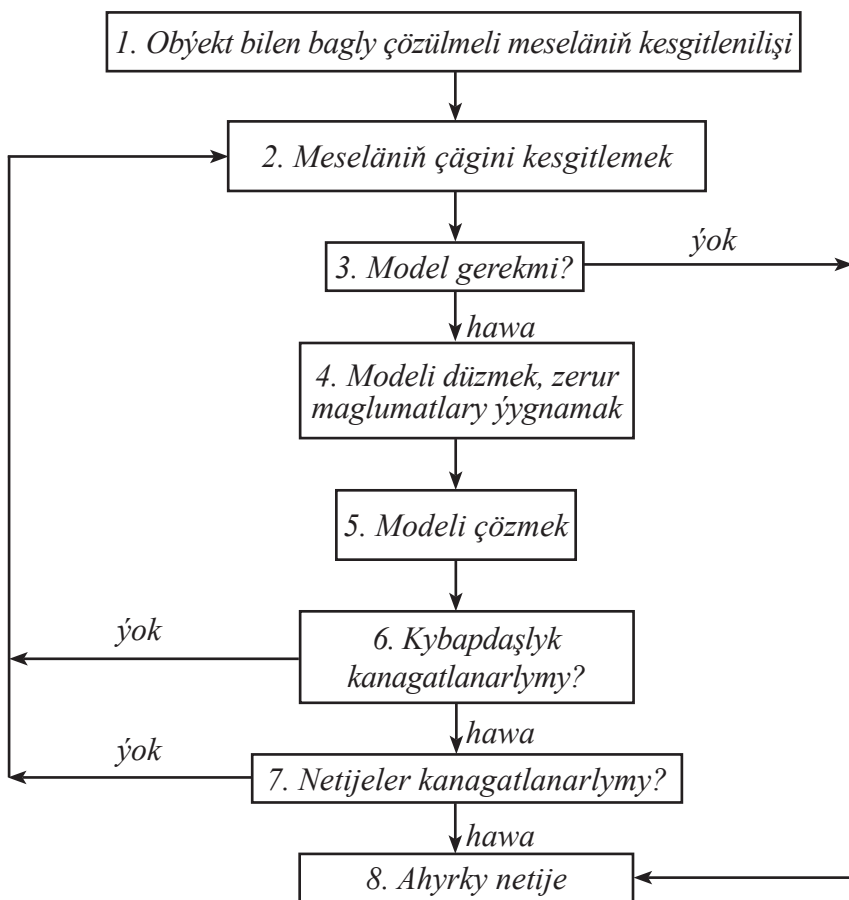 1. Obýekt bilen bagly çözülmeli meseläniň kesgitlenilişi
2. Meseläniň çägini kesgitlemek
3. Model gerekmi?
ýok
hawa
4. Modeli düzmek, zerur
maglumatlary ýygnamak
5. Modeli çözmek
6. Kybapdaşlyk
kanagatlanarlymy?
ýok
hawa
7. Netijeler kanagatlanarlymy?
ýok
hawa
8. Ahyrky netije